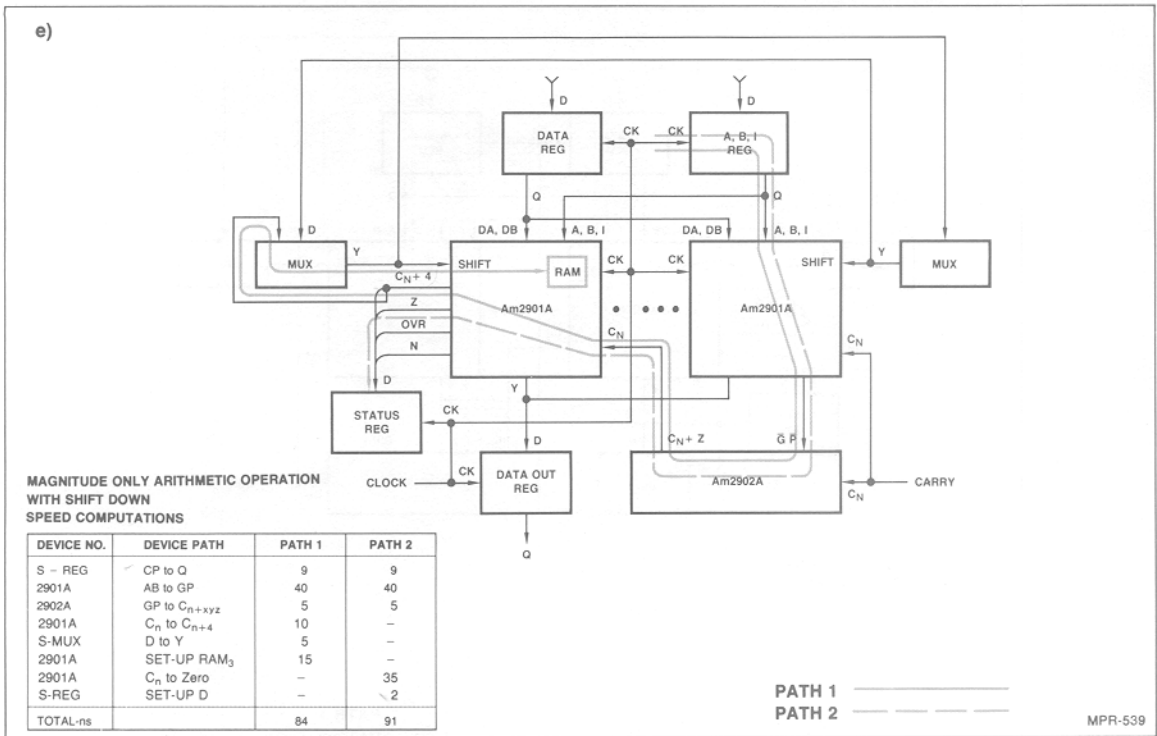 e)
D
D
DATA
REG
CK
CK
A, B, I
REG
Q
Q
D
DA, DB
A, B, I
DA, DB
A, B, I
MUX
Y
SHIFT
RAM
CK
CK
SHIFT
Y
MUX
CN + 4
Z
OVR
N
Am2901A
Am2901A
CN
CN
D
Y
STATUS
REG
CK
D
CN + Z
G̅ P̅
CLOCK
CK
DATA OUT
REG
Am2902A
CN
CARRY
Q
MAGNITUDE ONLY ARITHMETIC OPERATION
WITH SHIFT DOWN
SPEED COMPUTATIONS
DEVICE NO. DEVICE PATH PATH 1 PATH 2
S – REG CP to Q 9 9
2901A AB to GP 40 40
2902A GP to Cn+xyz 5 5
2901A Cn to Cn+4 10 –
S-MUX D to Y 5 –
2901A SET-UP RAM3 15 –
2901A Cn to Zero – 35
S-REG SET-UP D – 2
TOTAL-ns 84 91
PATH 1
PATH 2
MPR-539